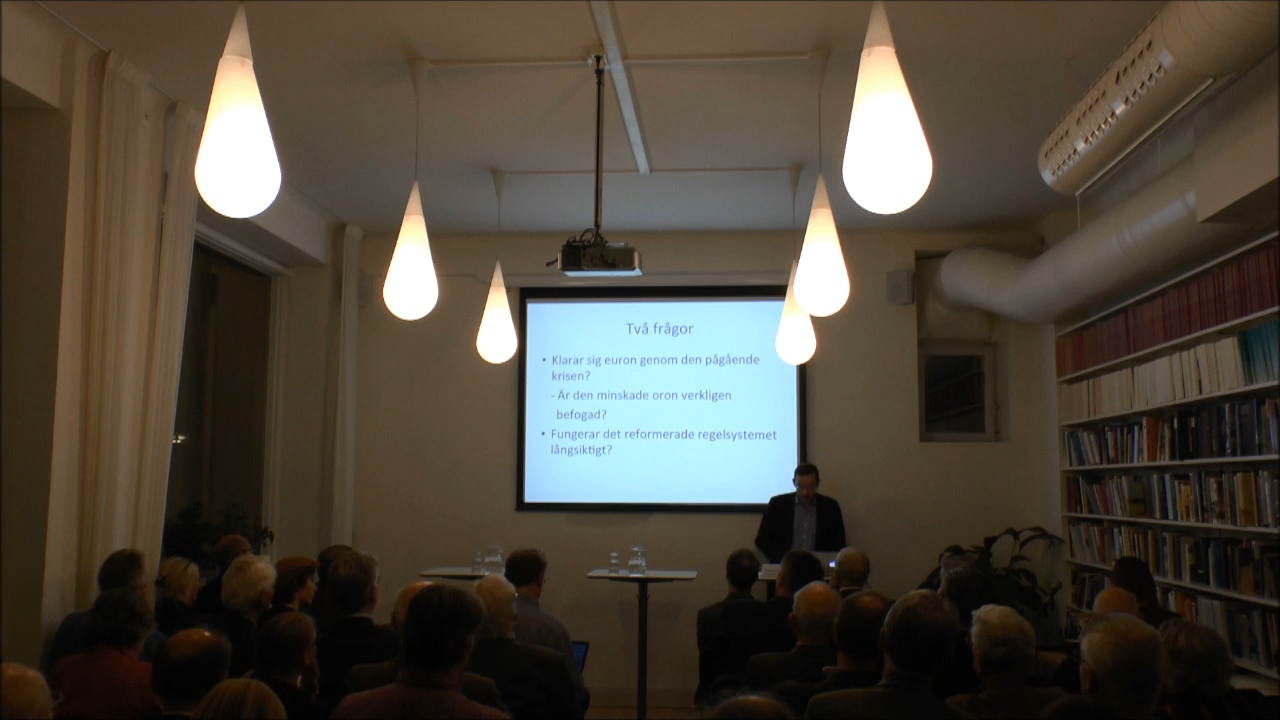 Två frågor
• Klarar sig euron genom den pågående
krisen?
- Är den minskade oron verkligen
befogad?
• Fungerar det reformerade regelsystemet
långsiktigt?